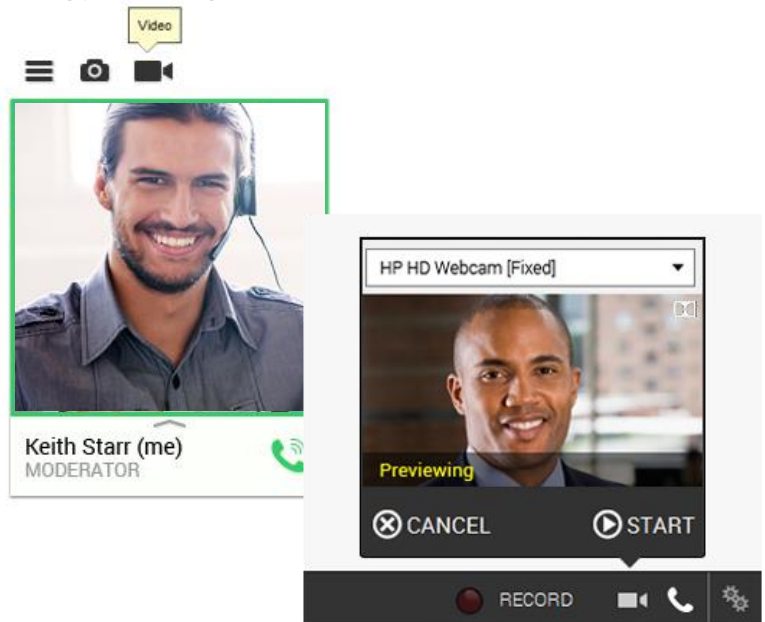 Video
Keith Starr (me)
MODERATOR
HP HD Webcam [Fixed]
Previewing
CANCEL
START
RECORD